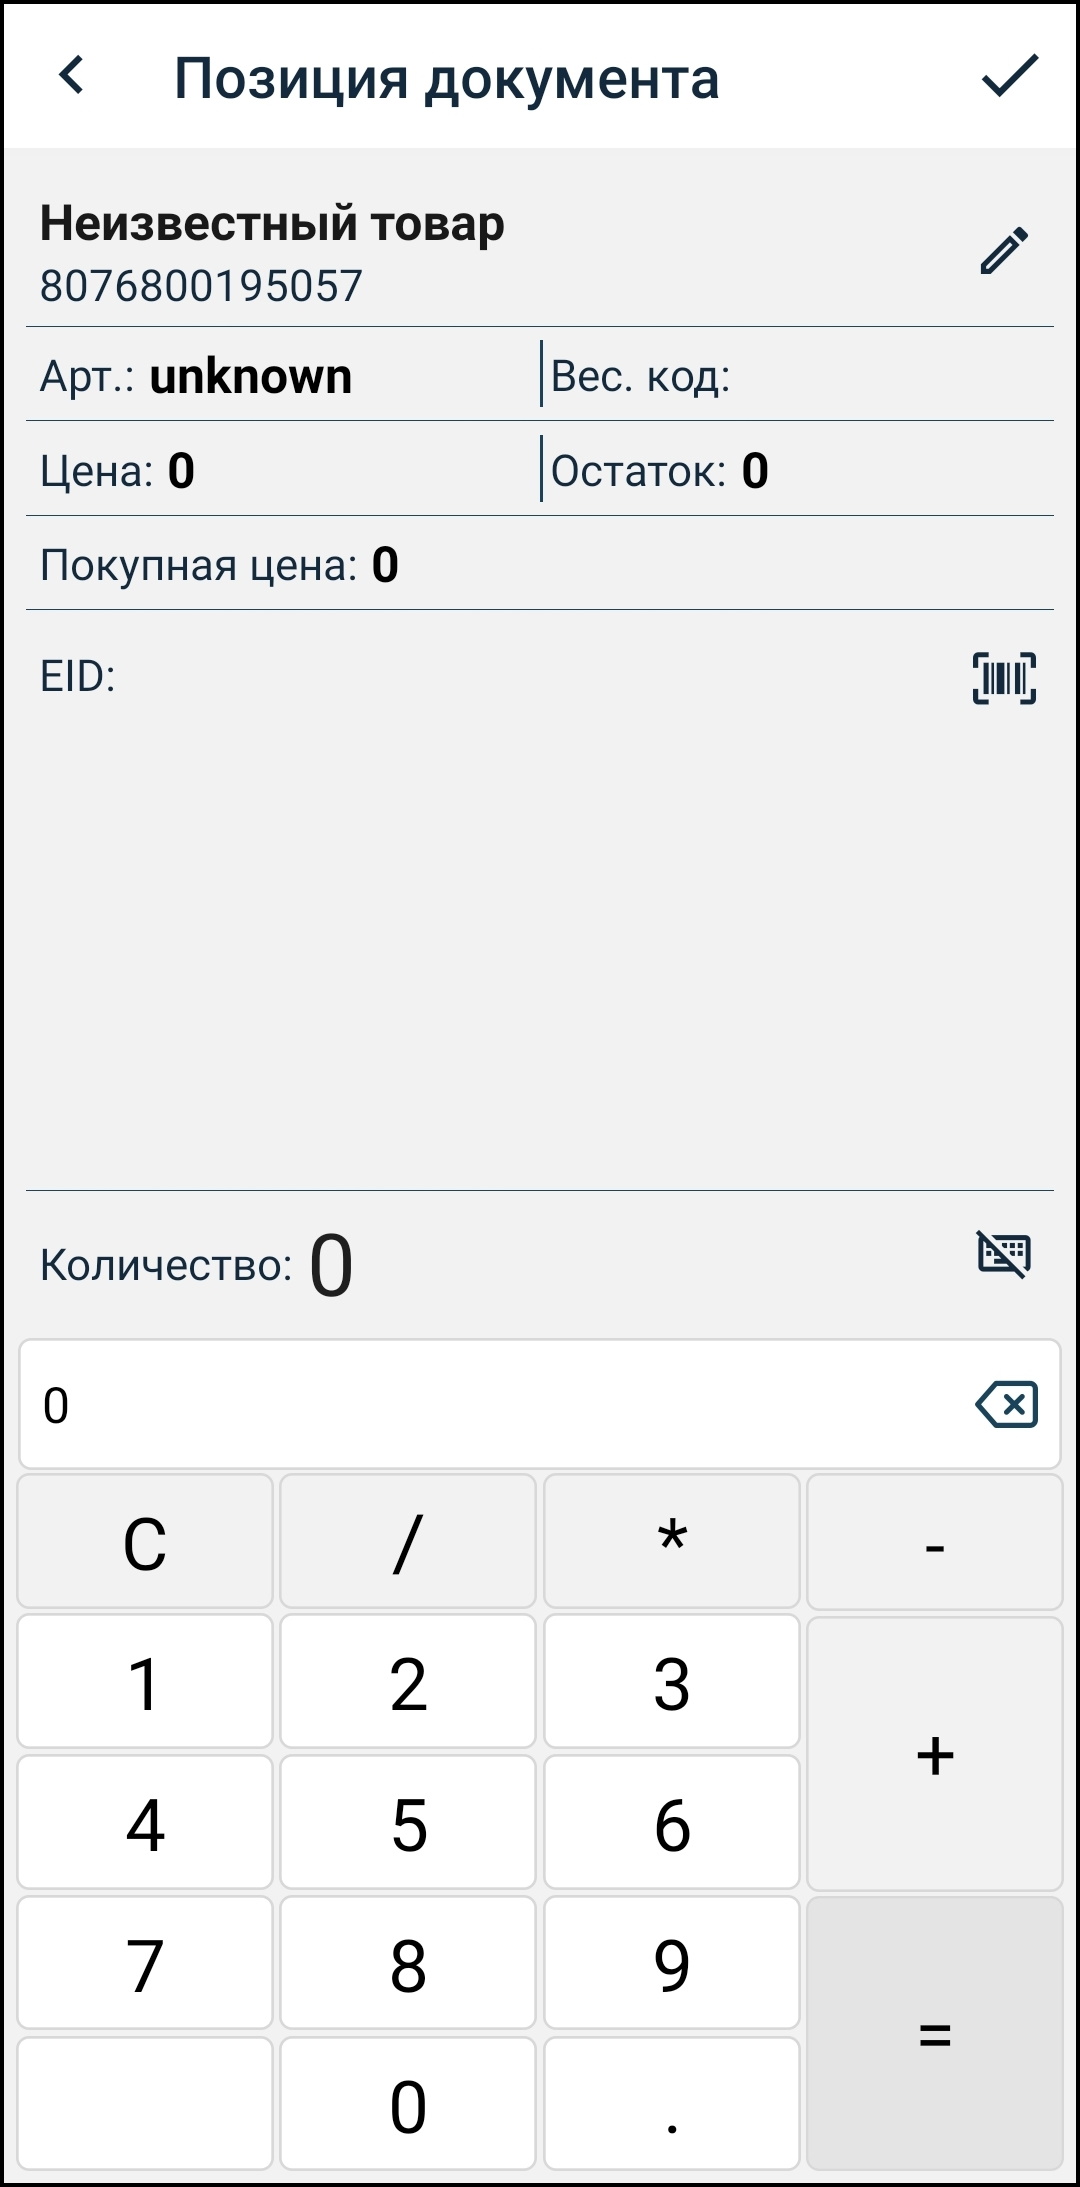 Позиция документа
Неизвестный товар
8076800195057
Арт.: unknown
Вес. код:
Цена: 0
Остаток: 0
Покупная цена: 0
EID:
Количество: 0
0
C / * -
1 2 3
+
4 5 6
7 8 9
=
0 .